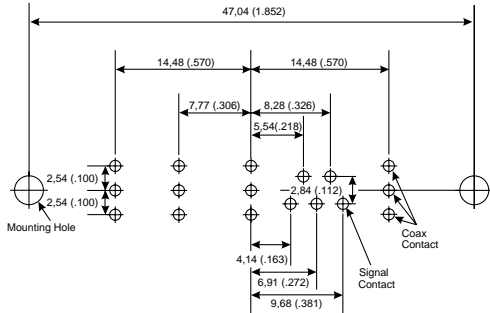 47,04 (1.852)
14,48 (.570)
14,48 (.570)
7,77 (.306)
8,28 (.326)
5,54(.218)
2,54 (.100)
2,84 (.112)
2,54 (.100)
Mounting Hole
Coax
Contact
4,14 (.163)
Signal
Contact
6,91 (.272)
9,68 (.381)